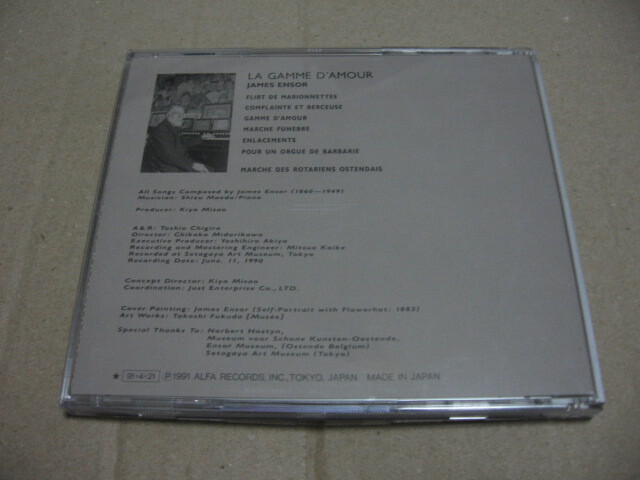 LA GAMME D'AMOUR
JAMES ENSOR
FLIRT DE MARIONNETTES
COMPLAINTE ET BERCEUSE
GAMME D'AMOUR
MARCHE FUNEBRE
ENLACEMENTS
POUR UN ORGUE DE BARBARIE
MARCHE DES ROTARIENS OSTENDAIS
All Songs Composed by James Ensor (1860—1949)
Musician: Shizu Maeda/Piano
Producer: Kiyo Misao
A&R: Toshio Chigira
Director: Chikako Midorikawa
Executive Producer: Yoshihiro Akiyo
Recording and Mastering Engineer: Mitsuo Koike
Recorded at Setagaya Art Museum, Tokyo
Recording Date: June. 11, 1990
Concept Director: Kiyo Misao
Coordination: Just Enterprise Co., LTD.
Cover Painting: James Ensor [Self-Portrait with Flowerhat: 1883]
Art Works: Takashi Fukuda [Musés]
Special Thanks To: Norbert Hostyn,
Museum voor Schone Kunsten-Oostende,
Ensor Museum, (Ostende Belgium)
Setagaya Art Museum (Tokyo)
★ 91•4•21 ℗1991 ALFA RECORDS, INC., TOKYO, JAPAN MADE IN JAPAN